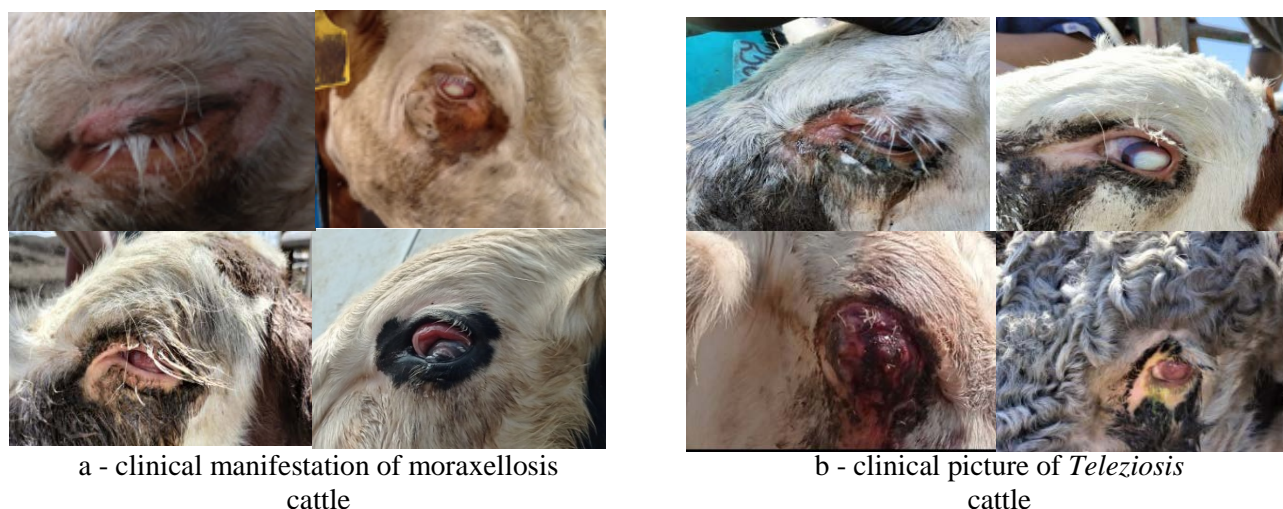 a - clinical manifestation of moraxellosis
cattle
b - clinical picture of Teleziosis
cattle